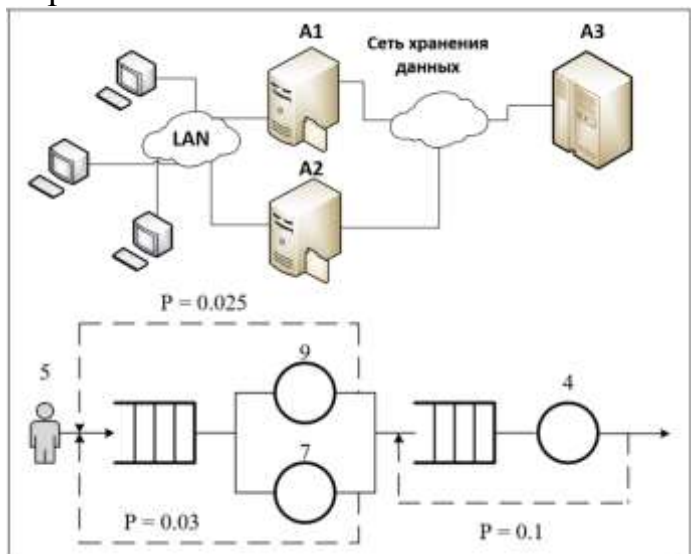 A1
Сеть хранения
данных
A3
LAN
A2
P = 0.025
5
9
4
7
P = 0.03
P = 0.1